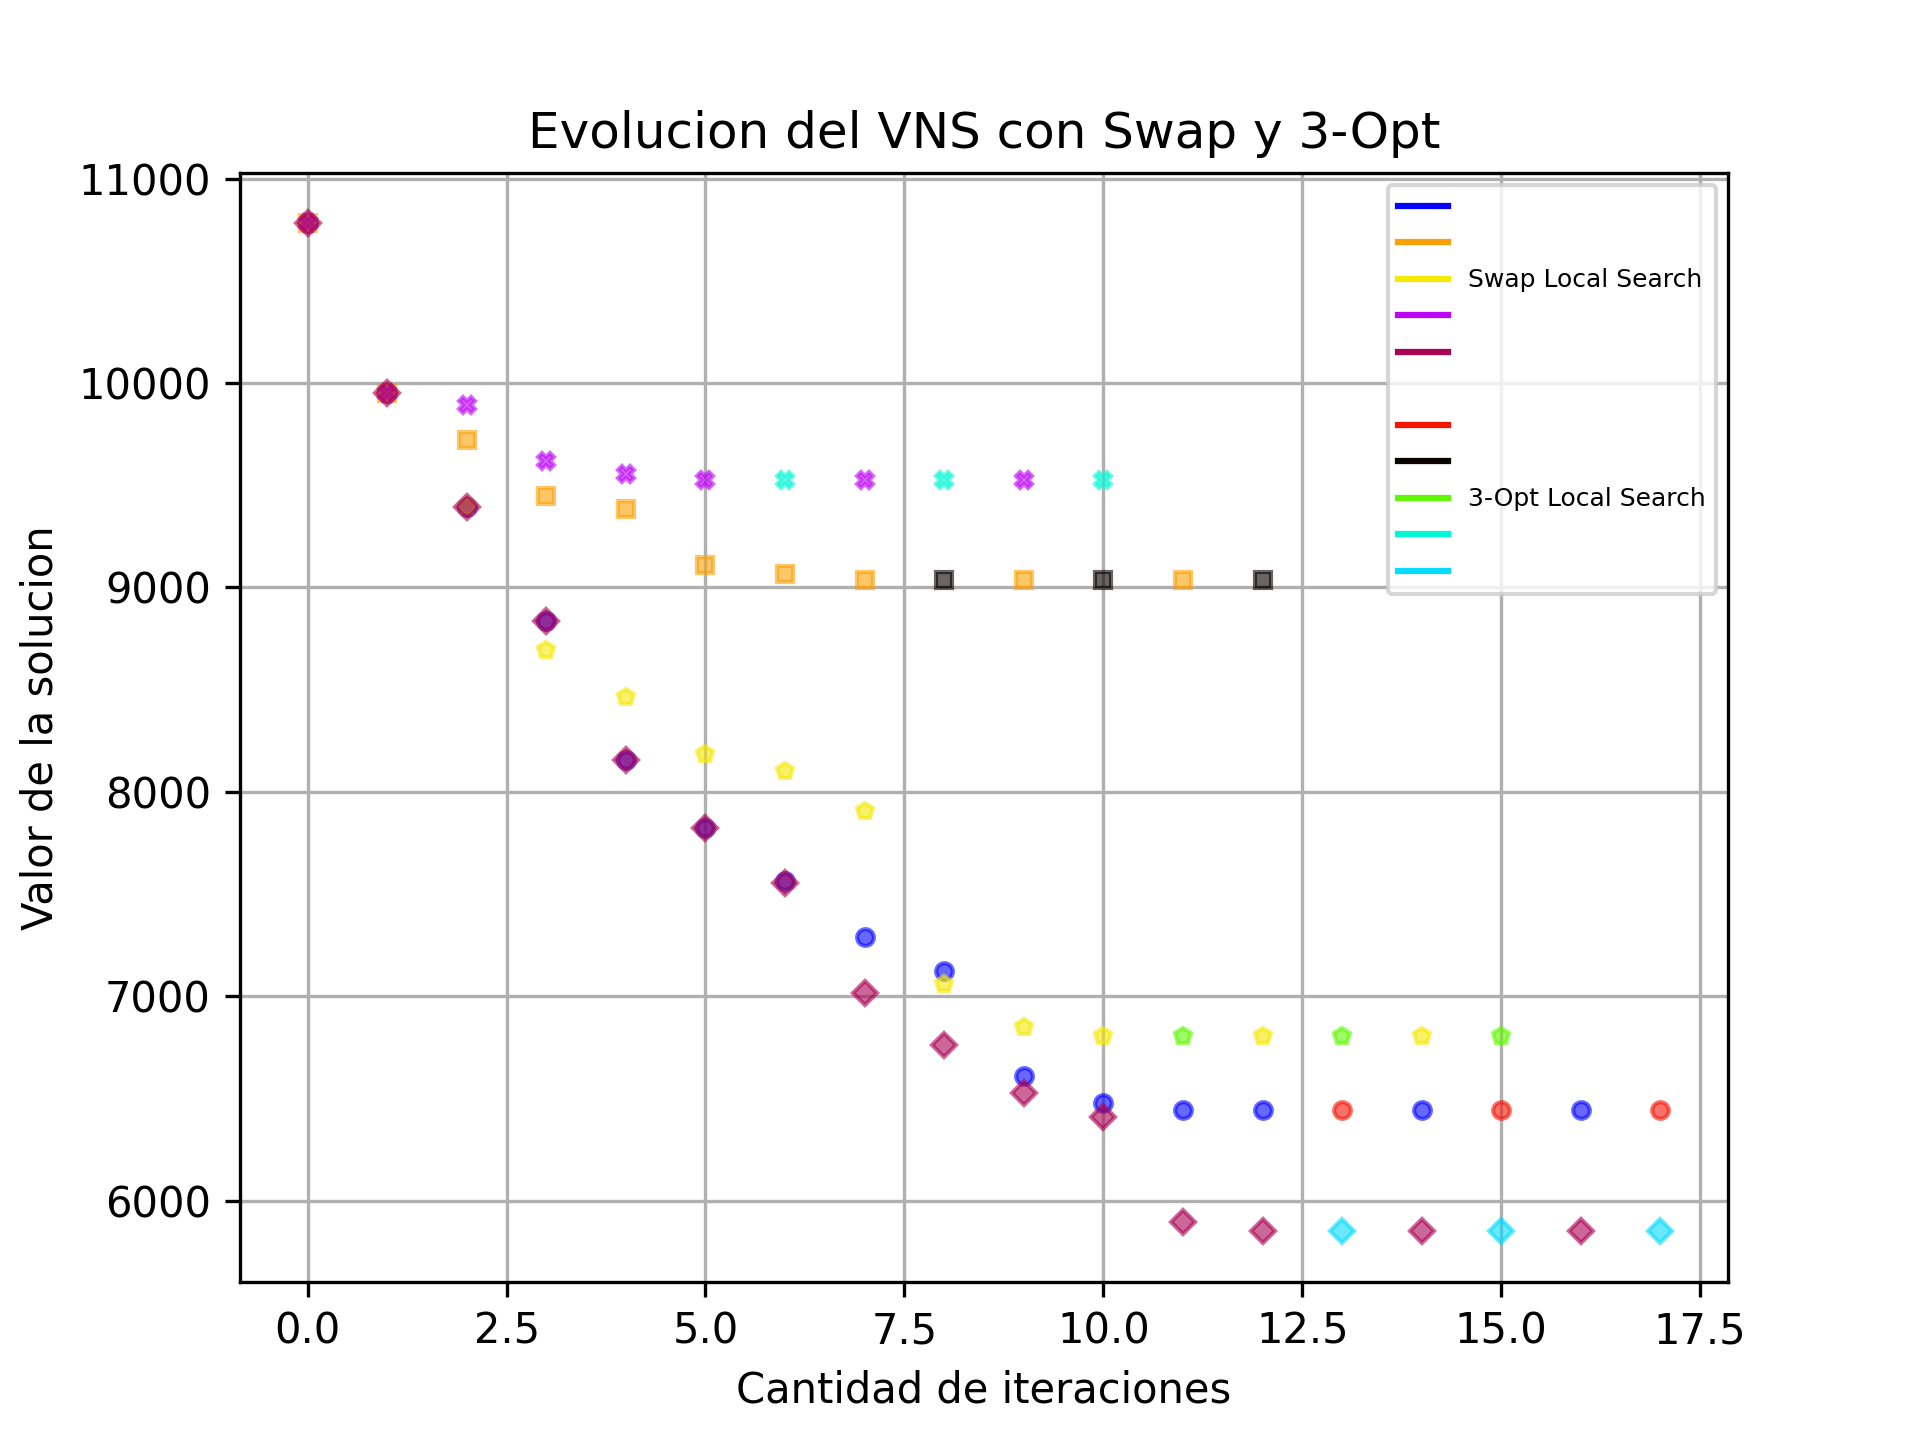 Evolucion del VNS con Swap y 3-Opt
11000
10000
9000
8000
7000
6000
Valor de la solucion
Swap Local Search
3-Opt Local Search
0.0 2.5 5.0 7.5 10.0 12.5 15.0 17.5
Cantidad de iteraciones